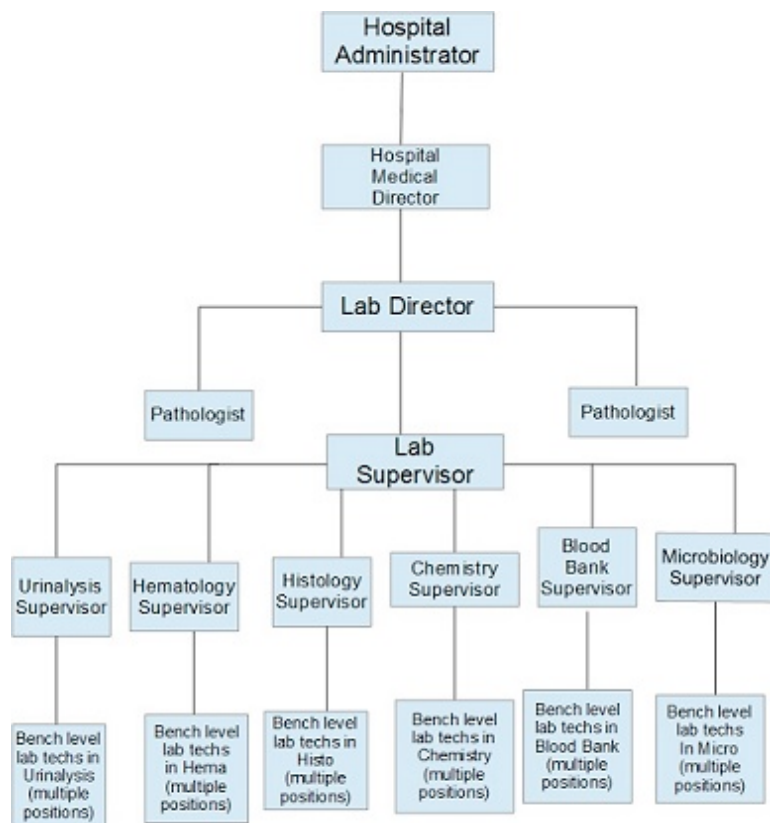 Hospital
Administrator
Hospital
Medical
Director
Lab Director
Pathologist
Pathologist
Lab
Supervisor
Urinalysis
Supervisor
Hematology
Supervisor
Histology
Supervisor
Chemistry
Supervisor
Blood
Bank
Supervisor
Microbiology
Supervisor
Bench level
lab techs
in Urinalysis
(multiple
positions)
Bench level
lab techs
in Hema
(multiple
positions)
Bench level
lab techs in
Histo
(multiple
positions)
Bench level
lab techs in
Chemistry
(multiple
positions)
Bench level
lab techs in
Blood Bank
(multiple
positions)
Bench level
lab techs
In Micro
(multiple
positions)